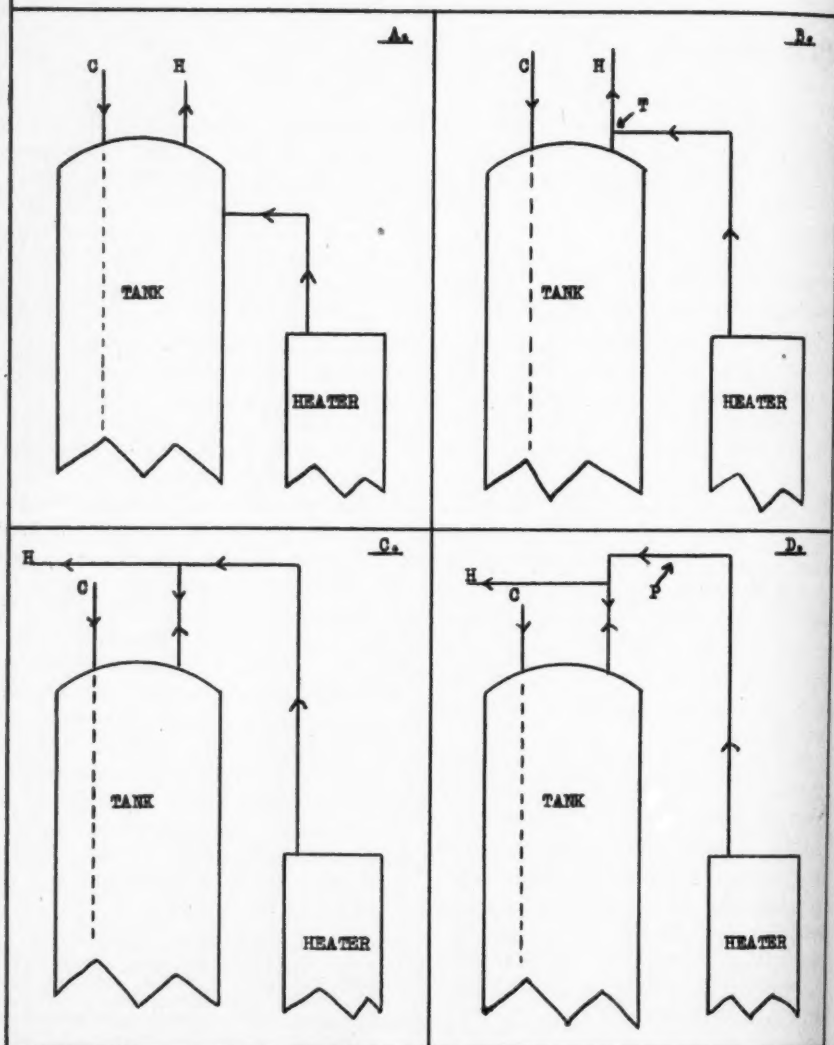 A.
C H
TANK
HEATER
B.
C H
T
TANK
HEATER
C.
H
C
TANK
HEATER
D.
H
C
P
TANK
HEATER